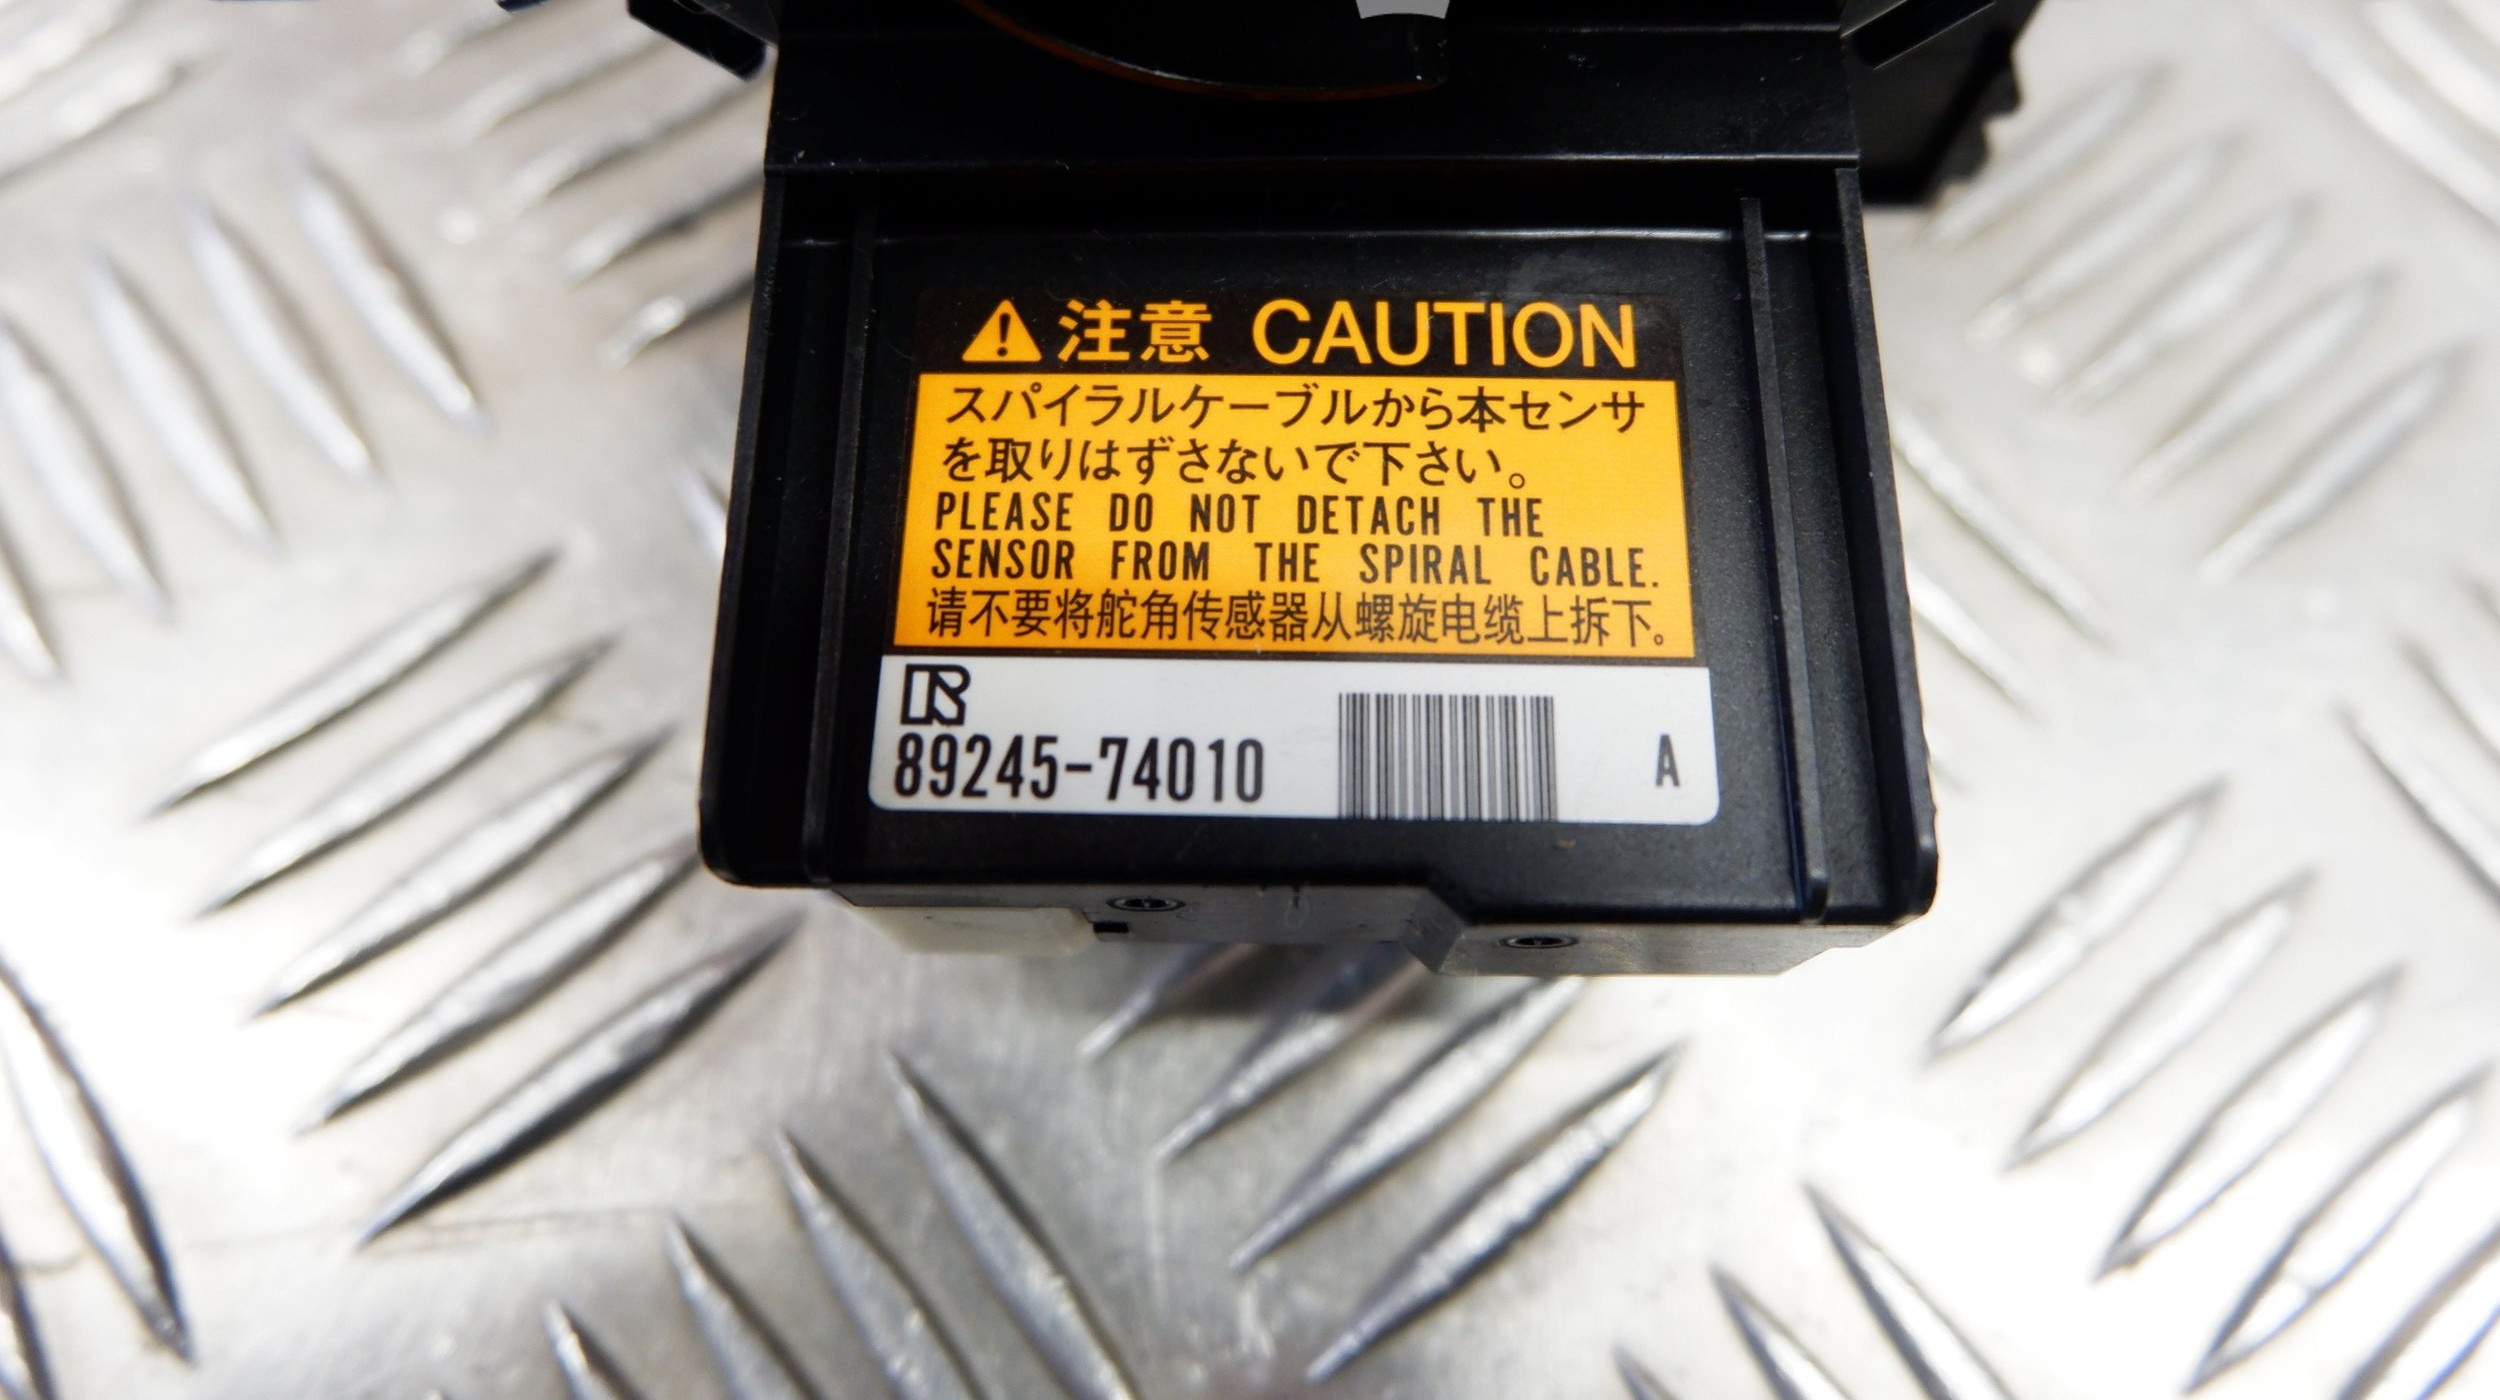 注意 CAUTION
スパイラルケーブルから本センサ
を取りはずさないで下さい。
PLEASE DO NOT DETACH THE
SENSOR FROM THE SPIRAL CABLE.
请不要将舵角传感器从螺旋电缆上拆下。
R
89245-74010
A